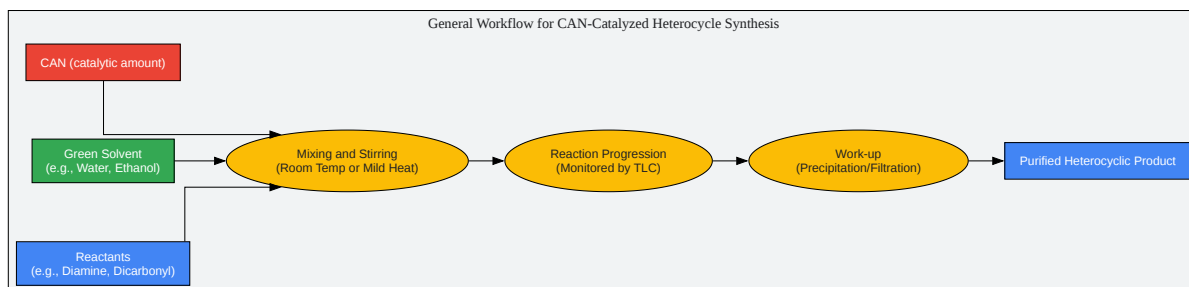 General Workflow for CAN-Catalyzed Heterocycle Synthesis
CAN (catalytic amount)
Green Solvent
(e.g., Water, Ethanol)
Mixing and Stirring
(Room Temp or Mild Heat)
Reaction Progression
(Monitored by TLC)
Work-up
(Precipitation/Filtration)
Purified Heterocyclic Product
Reactants
(e.g., Diamine, Dicarbonyl)